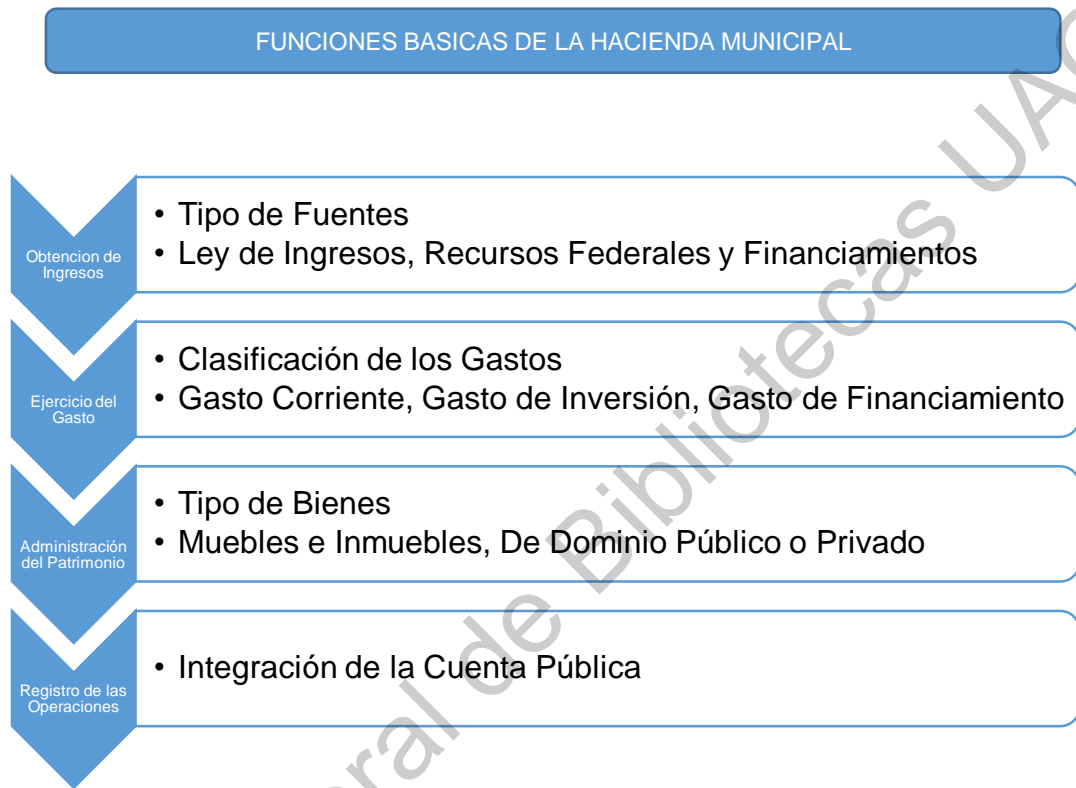 FUNCIONES BASICAS DE LA HACIENDA MUNICIPAL
Obtencion de
Ingresos
• Tipo de Fuentes
• Ley de Ingresos, Recursos Federales y Financiamientos
Ejercicio del
Gasto
• Clasificación de los Gastos
• Gasto Corriente, Gasto de Inversión, Gasto de Financiamiento
Administración
del Patrimonio
• Tipo de Bienes
• Muebles e Inmuebles, De Dominio Público o Privado
Registro de las
Operaciones
• Integración de la Cuenta Pública
de Bibliotecas